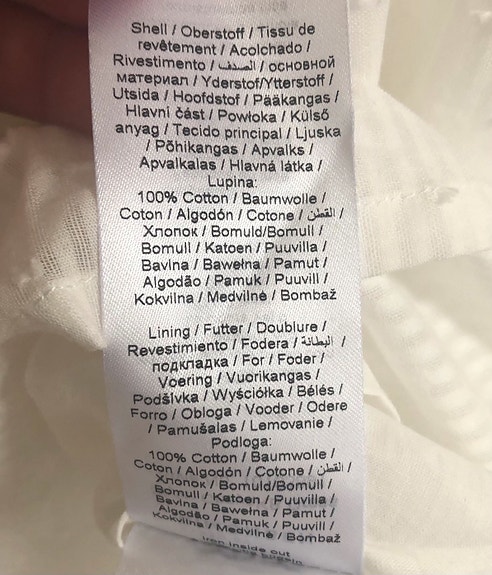 Shell / Oberstoff / Tissu de
revêtement / Acolchado /
Rivestimento / الصدف / основной
материал / Yderstof/Ytterstoff /
Utsida / Hoofdstof / Pääkangas /
Hlavní část / Powłoka / Külső
anyag / Tecido principal / Ljuska
/ Põhikangas / Apvalks /
Apvalkalas / Hlavná látka /
Lupina:
100% Cotton / Baumwolle /
Coton / Algodón / Cotone / القطن /
Хлопок / Bomuld/Bomull /
Bomull / Katoen / Puuvilla /
Bavlna / Bawełna / Pamut /
Algodão / Pamuk / Puuvill /
Kokvilna / Medvilnė / Bombaž
Lining / Futter / Doublure /
Revestimiento / Fodera / البطانة /
подкладка / For / Foder /
Voering / Vuorikangas /
Podšívka / Wyściółka / Bélés /
Forro / Obloga / Vooder / Odere
/ Pamušalas / Lemovanie /
Podloga:
100% Cotton / Baumwolle /
Coton / Algodón / Cotone / القطن /
Хлопок / Bomuld/Bomull /
Bomull / Katoen / Puuvilla /
Bavlna / Bawełna / Pamut /
Algodão / Pamuk / Puuvill /
Kokvilna / Medvilnė / Bombaž
Iron inside out